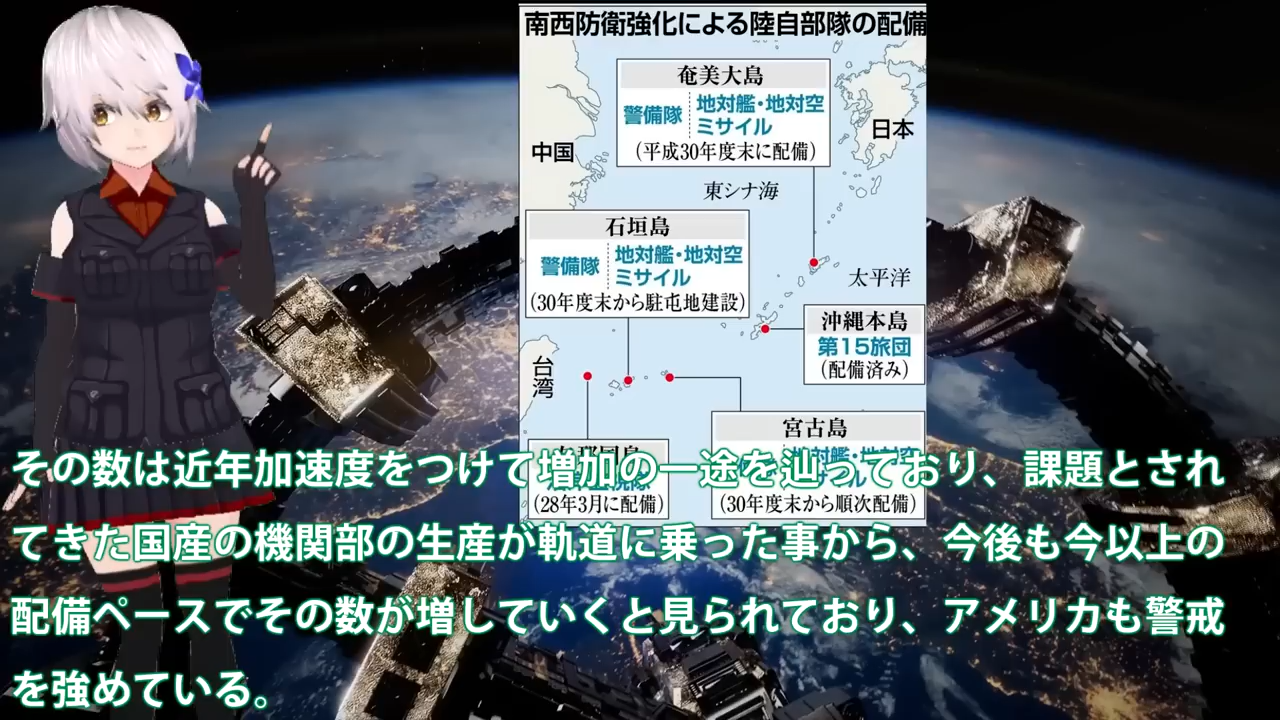 南西防衛強化による陸自部隊の配備
奄美大島
警備隊
地対艦・地対空
ミサイル
(平成30年度末に配備)
日本
中国
東シナ海
石垣島
警備隊
地対艦・地対空
ミサイル
(30年度末から駐屯地建設)
太平洋
沖縄本島
第15旅団
(配備済み)
台湾
宮古島
(28年3月に配備)
(30年度末から順次配備)
その数は近年加速度をつけて増加の一途を辿っており、課題とされ
てきた国産の機関部の生産が軌道に乗った事から、今後も今以上の
配備ペースでその数が増していくと見られており、アメリカも警戒
を強めている。